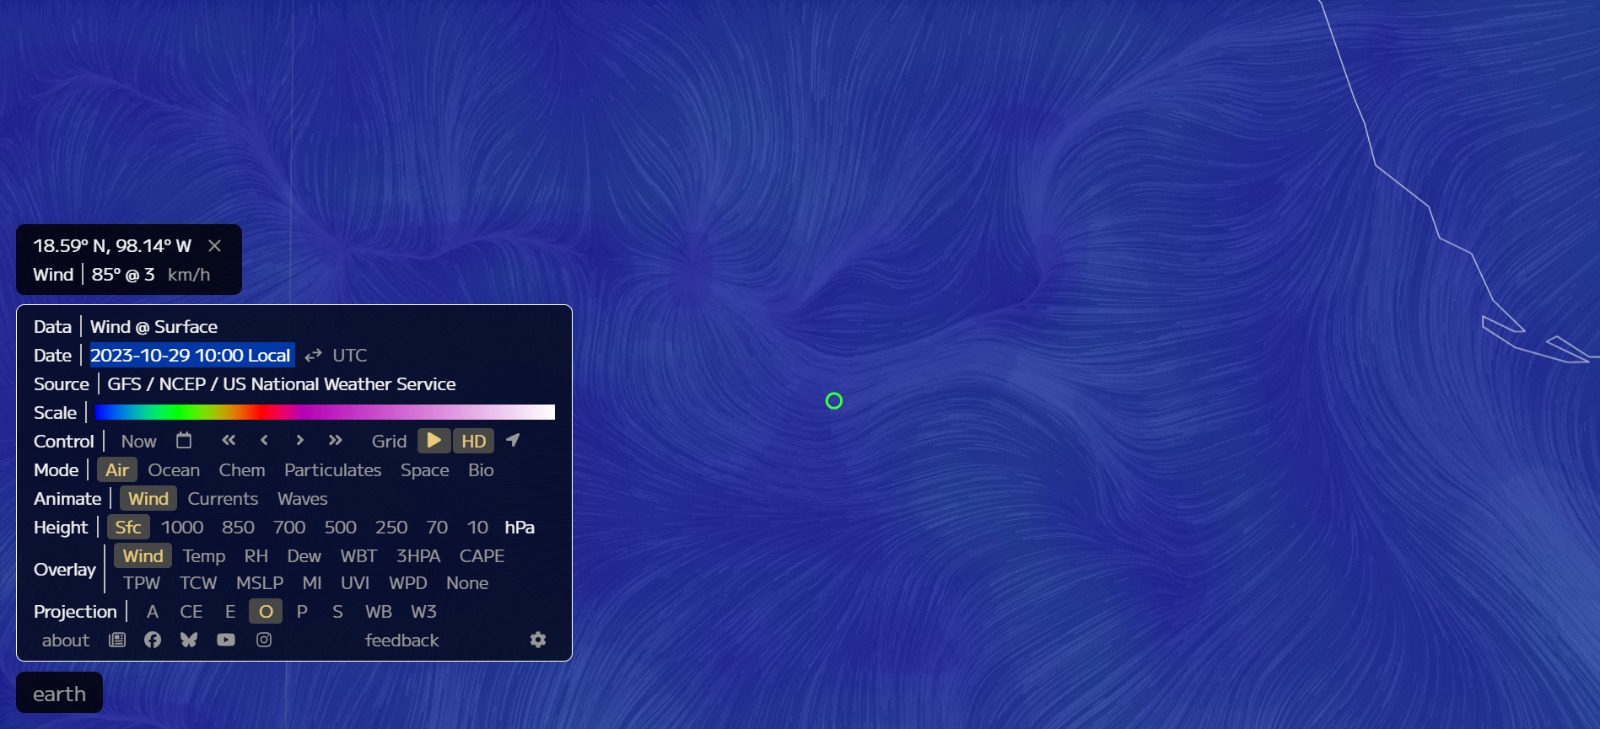 18.59° N, 98.14° W ✕
Wind | 85° @ 3 km/h
Data | Wind @ Surface
Date | 2023-10-29 10:00 Local ⇄ UTC
Source | GFS / NCEP / US National Weather Service
Scale |
Control | Now « ‹ › » Grid HD
Mode | Air Ocean Chem Particulates Space Bio
Animate | Wind Currents Waves
Height | Sfc 1000 850 700 500 250 70 10 hPa
Overlay | Wind Temp RH Dew WBT 3HPA CAPE
TPW TCW MSLP MI UVI WPD None
Projection | A CE E O P S WB W3
about feedback
earth